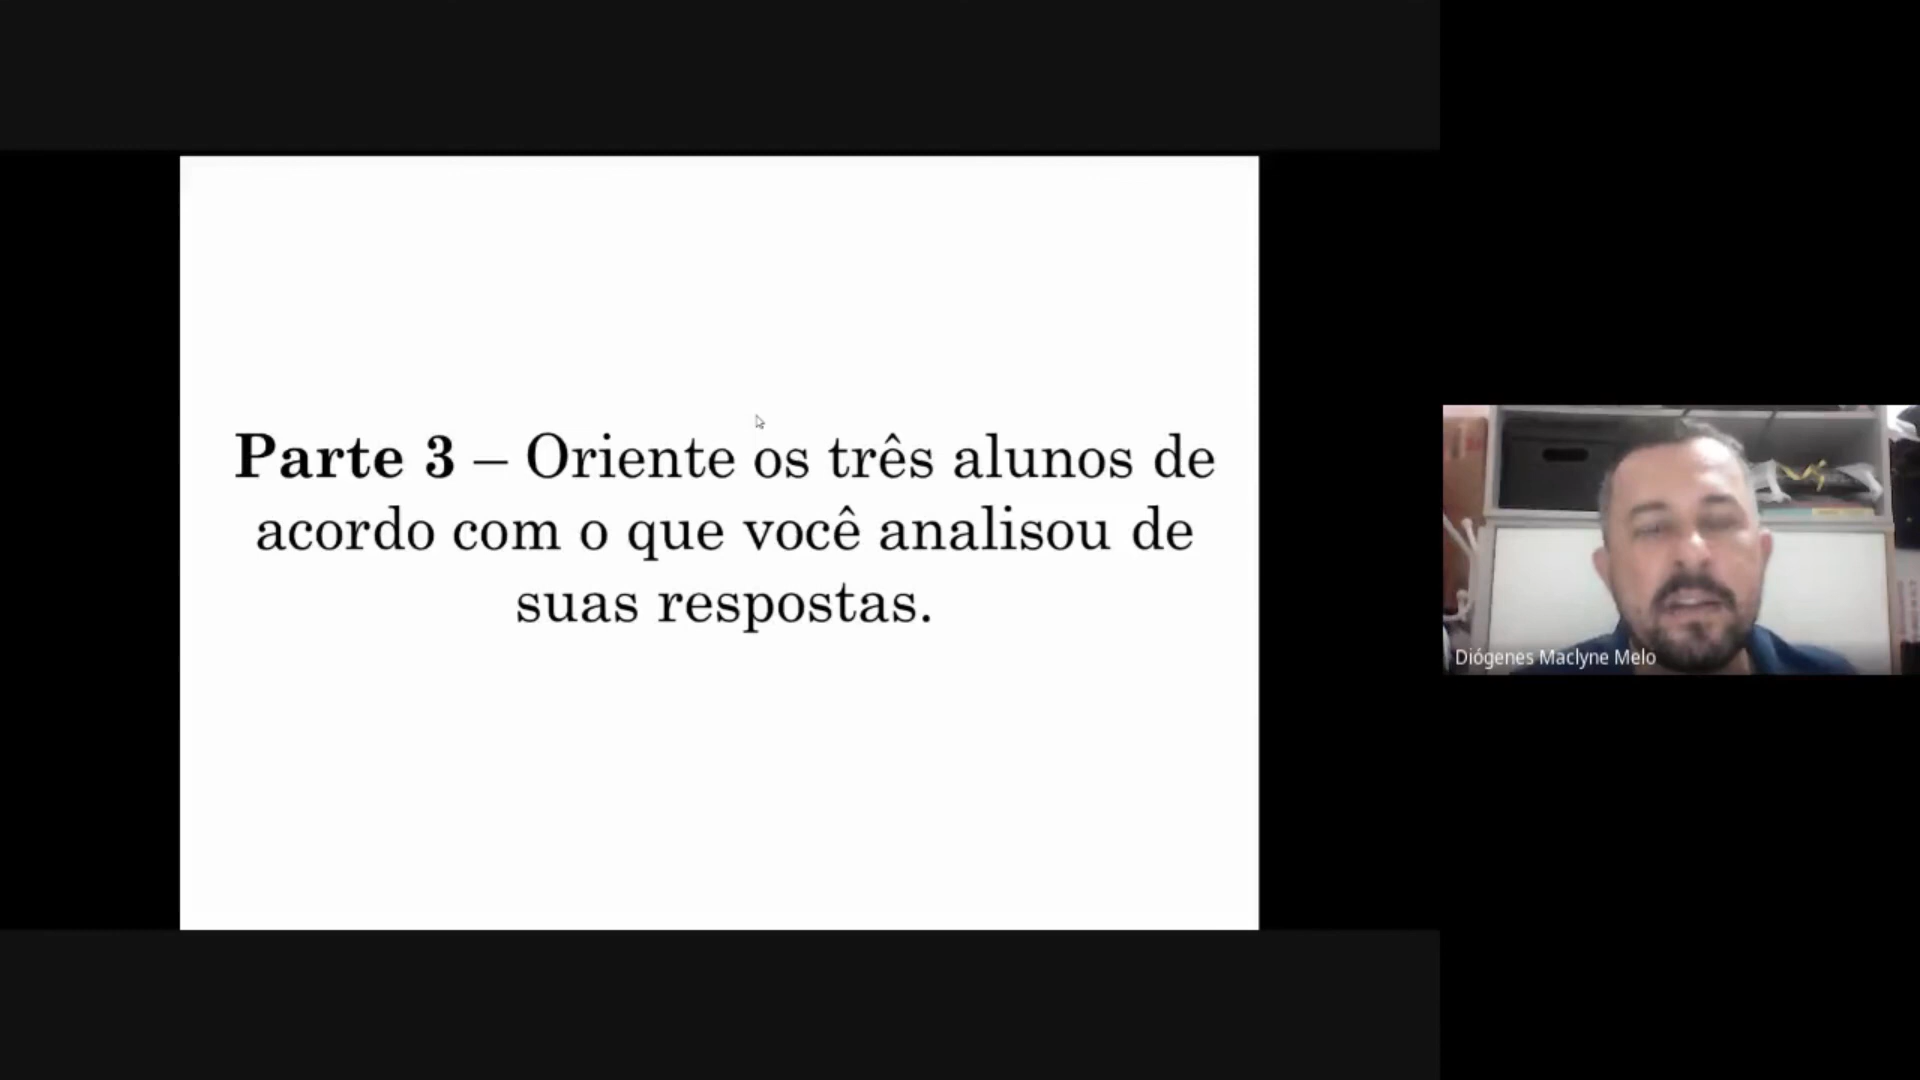 Parte 3 – Oriente os três alunos de
acordo com o que você analisou de
suas respostas.
Diógenes Maclyne Melo